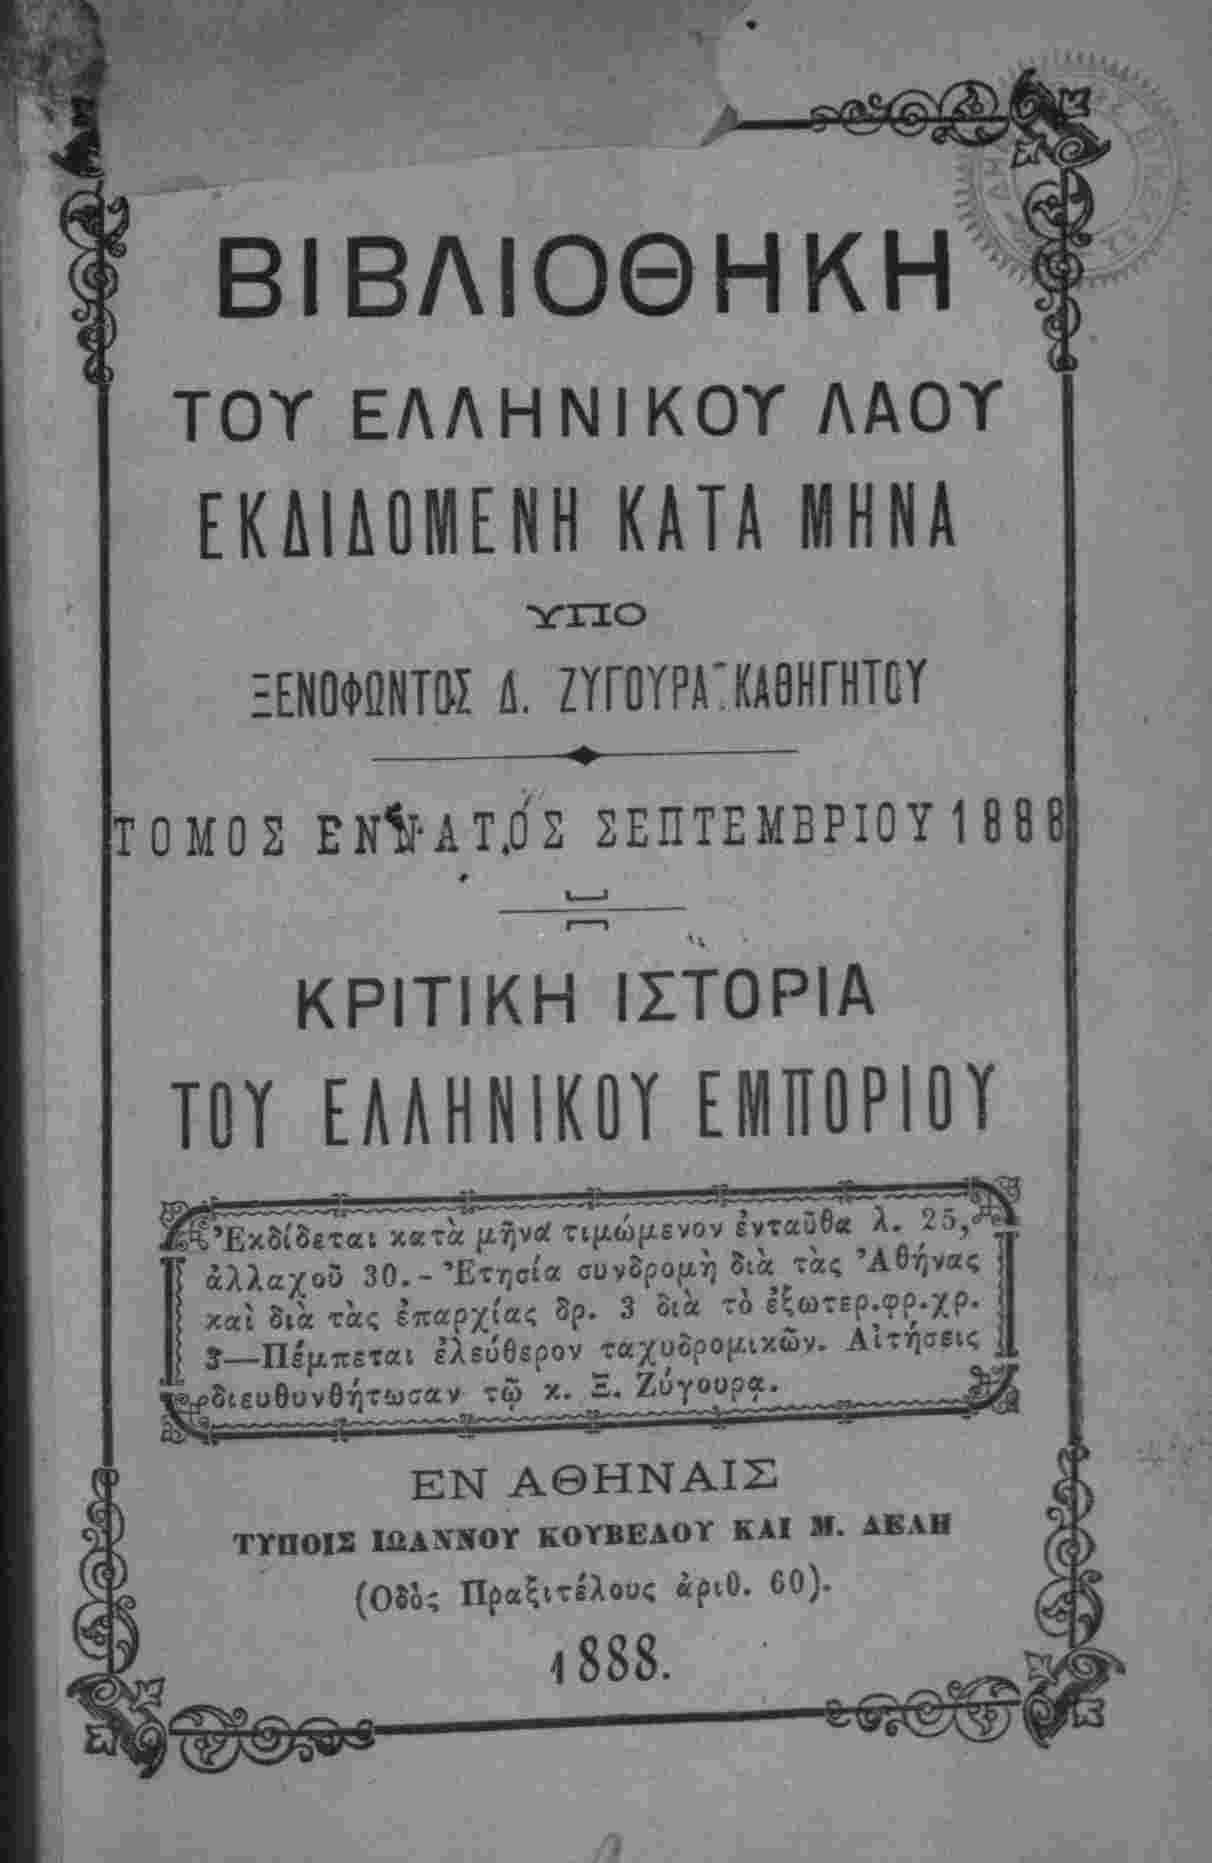 ΒΙΒΛΙΟΘΗΚΗ
ΤΟΥ ΕΛΛΗΝΙΚΟΥ ΛΑΟΥ
ΕΚΔΙΔΟΜΕΝΗ ΚΑΤΑ ΜΗΝΑ
ΥΠΟ
ΞΕΝΟΦΩΝΤΟΣ Δ. ΖΥΓΟΥΡΑ ΚΑΘΗΓΗΤΟΥ
ΤΟΜΟΣ ΕΝΝΑΤΟΣ ΣΕΠΤΕΜΒΡΙΟΥ 1888
ΚΡΙΤΙΚΗ ΙΣΤΟΡΙΑ
ΤΟΥ ΕΛΛΗΝΙΚΟΥ ΕΜΠΟΡΙΟΥ
Ἐκδίδεται κατὰ μῆνα τιμώμενον ἐνταῦθα λ. 25,
ἀλλαχοῦ 30.- Ἐτησία συνδρομὴ διὰ τὰς Ἀθήνας
καὶ διὰ τὰς ἐπαρχίας δρ. 3 διὰ τὸ ἐξωτερ.φρ.χρ.
3—Πέμπεται ἐλεύθερον ταχυδρομικῶν. Αἰτήσεις
διευθυνθήτωσαν τῷ κ. Ξ. Ζύγουρα.
ΕΝ ΑΘΗΝΑΙΣ
ΤΥΠΟΙΣ ΙΩΑΝΝΟΥ ΚΟΥΒΕΛΟΥ ΚΑΙ Μ. ΔΕΛΗ
(Οδὸς Πραξιτέλους ἀριθ. 60).
1888.